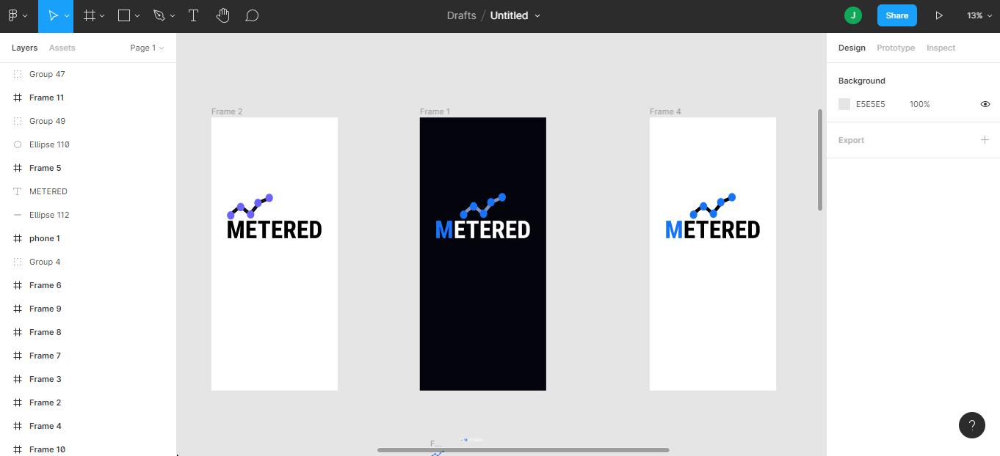 Drafts / Untitled
J
Share
13%
Layers
Assets
Page 1
Group 47
Frame 11
Group 49
Ellipse 110
Frame 5
METERED
Ellipse 112
phone 1
Group 4
Frame 6
Frame 9
Frame 8
Frame 7
Frame 3
Frame 2
Frame 4
Frame 10
Frame 2
METERED
Frame 1
METERED
Frame 4
METERED
F...
Design
Prototype
Inspect
Background
E5E5E5
100%
Export
?